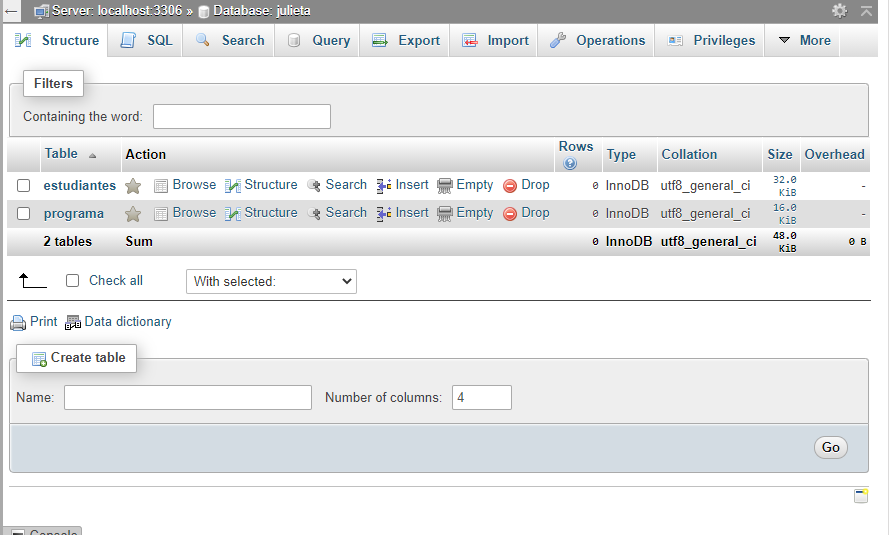 Server: localhost:3306 » Database: julieta
Structure SQL Search Query Export Import Operations Privileges More
Filters
Containing the word:
Table Action Rows Type Collation Size Overhead
estudiantes Browse Structure Search Insert Empty Drop 0 InnoDB utf8_general_ci 32.0 KiB -
programa Browse Structure Search Insert Empty Drop 0 InnoDB utf8_general_ci 16.0 KiB -
2 tables Sum 0 InnoDB utf8_general_ci 48.0 KiB 0 B
Check all With selected:
Print Data dictionary
Create table
Name: Number of columns: 4
Go
Console